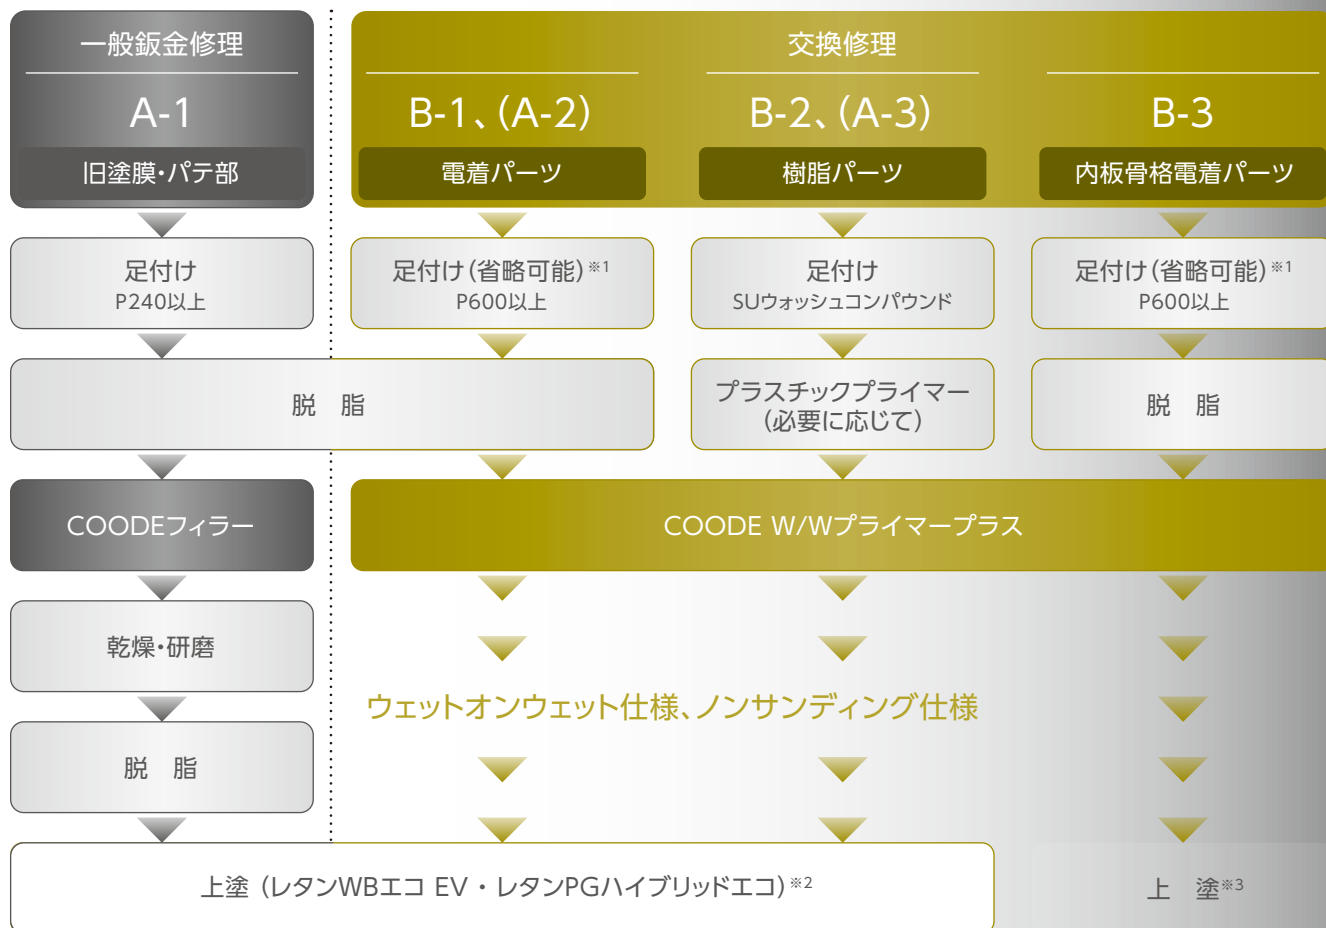 一般鈑金修理
交換修理
A-1
B-1、(A-2)
B-2、(A-3)
B-3
旧塗膜・パテ部
電着パーツ
樹脂パーツ
内板骨格電着パーツ
足付け
P240以上
足付け(省略可能)※1
P600以上
足付け
SUウォッシュコンパウンド
足付け(省略可能)※1
P600以上
脱 脂
プラスチックプライマー
(必要に応じて)
脱 脂
COODEフィラー
COODE W/Wプライマープラス
乾燥・研磨
ウェットオンウェット仕様、ノンサンディング仕様
脱 脂
上塗 (レタンWBエコ EV・レタンPGハイブリッドエコ)※2
上 塗※3